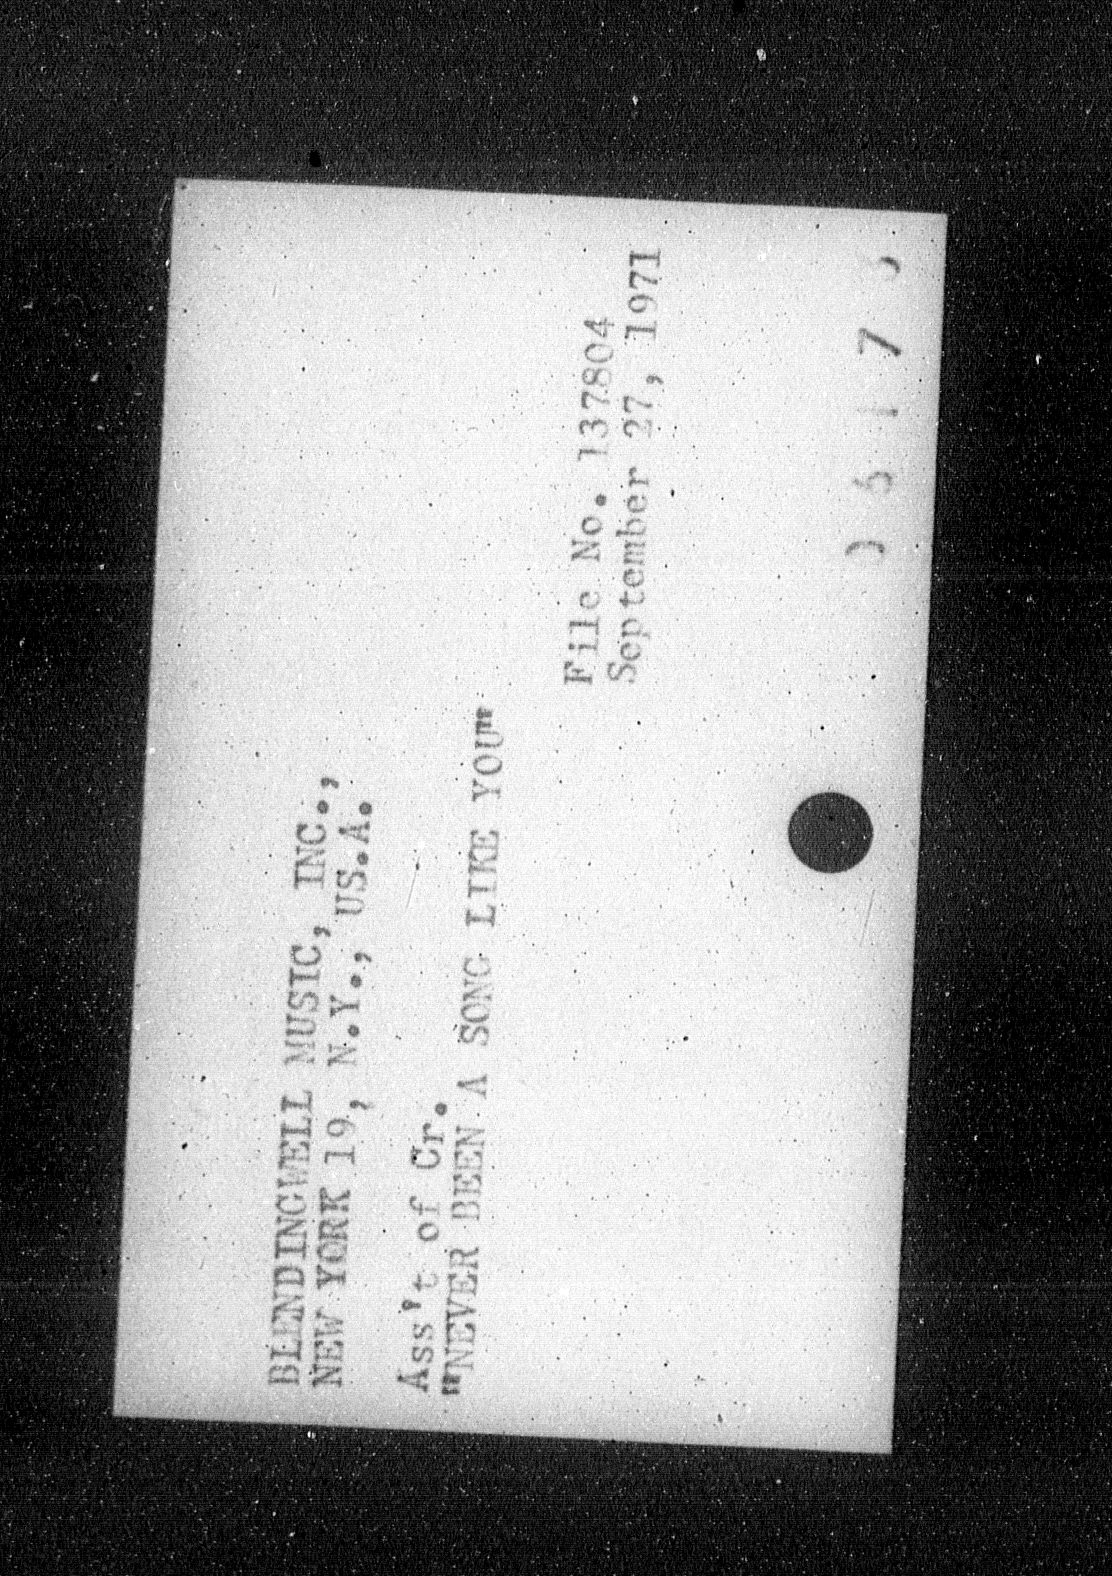 BLENDINGWELL MUSIC, INC.,
NEW YORK 19, N.Y., US.A.
Ass't of Cr.
"NEVER BEEN A SONG LIKE YOU"
File No. 137804
September 27, 1971